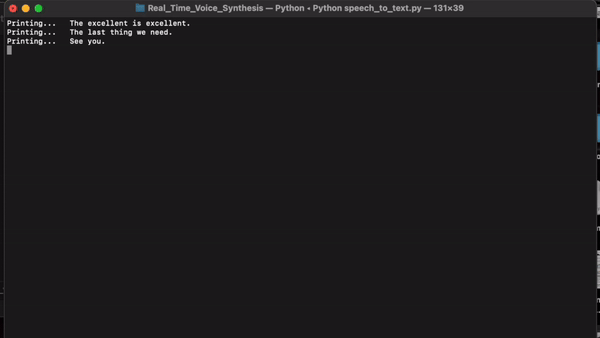 Real_Time_Voice_Synthesis — Python • Python speech_to_text.py — 131×39
Printing... The excellent is excellent.
Printing... The last thing we need.
Printing... See you.